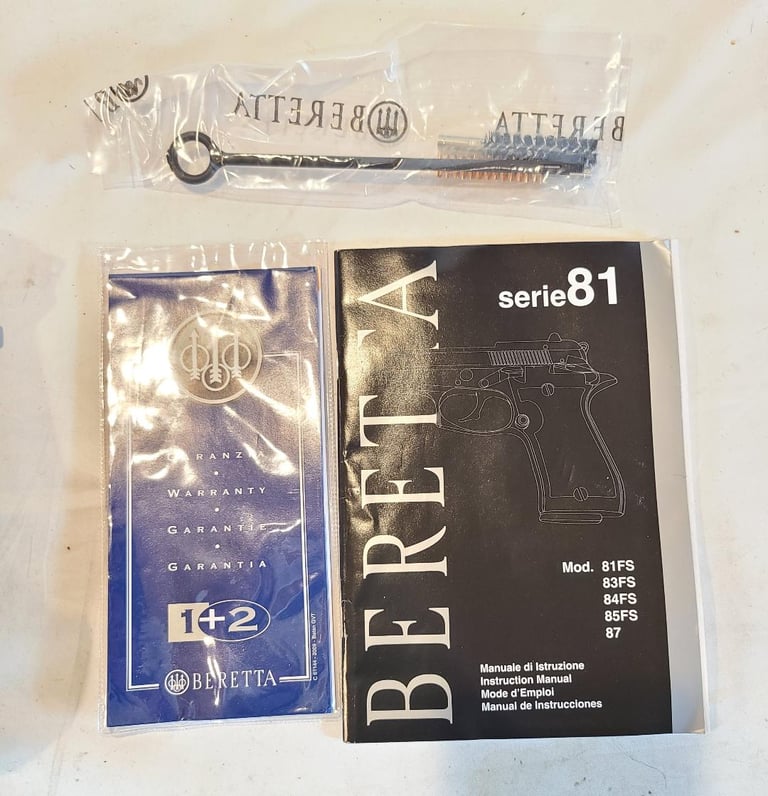 BERETTA
BERETTA
GARANZIA
WARRANTY
GARANTIE
GARANTIA
1+2
BERETTA
BERETTA
serie81
Mod. 81FS
83FS
84FS
85FS
87
Manuale di Istruzione
Instruction Manual
Mode d'Emploi
Manual de Instrucciones